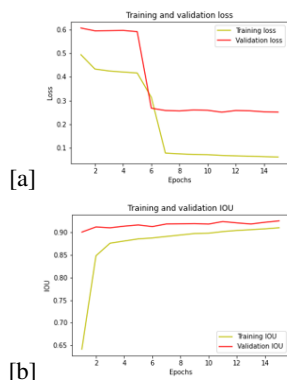 Training and validation loss
Training loss
Validation loss
0.6
0.5
0.4
0.3
0.2
0.1
Loss
2 4 6 8 10 12 14
Epochs
[a]
Training and validation IOU
0.90
0.85
0.80
0.75
0.70
0.65
IOU
Training IOU
Validation IOU
2 4 6 8 10 12 14
Epochs
[b]